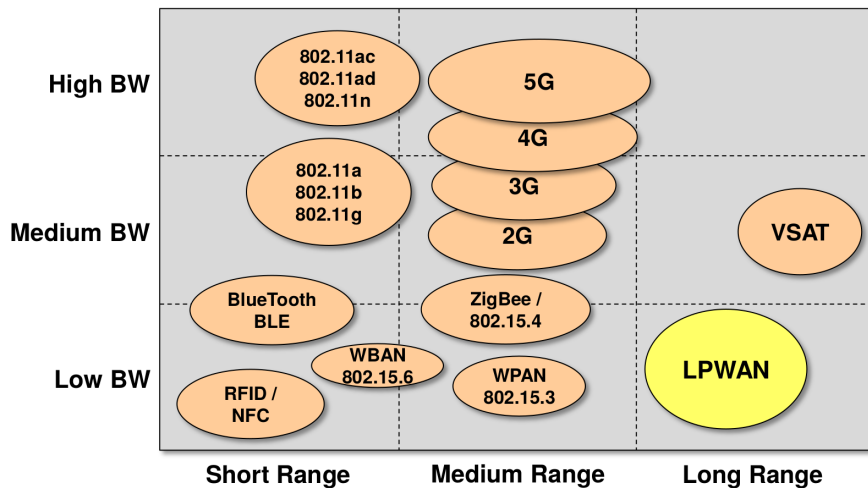 High BW
802.11ac
802.11ad
802.11n
5G
4G
Medium BW
802.11a
802.11b
802.11g
3G
2G
VSAT
Low BW
BlueTooth
BLE
ZigBee /
802.15.4
WBAN
802.15.6
WPAN
802.15.3
RFID /
NFC
LPWAN
Short Range
Medium Range
Long Range